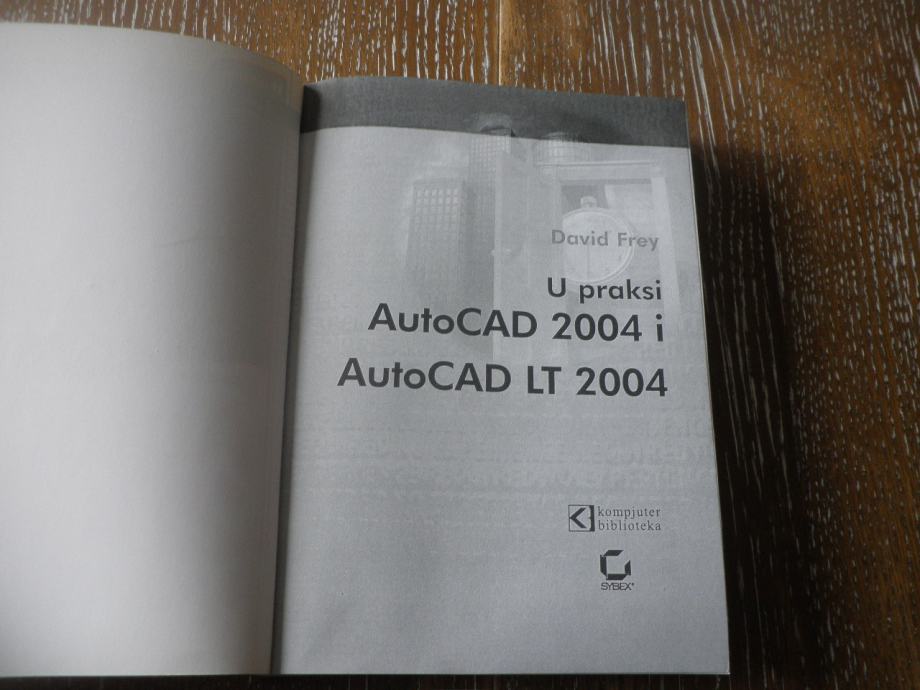 David Frey
U praksi
AutoCAD 2004 i
AutoCAD LT 2004
kompjuter
biblioteka
SYBEX®